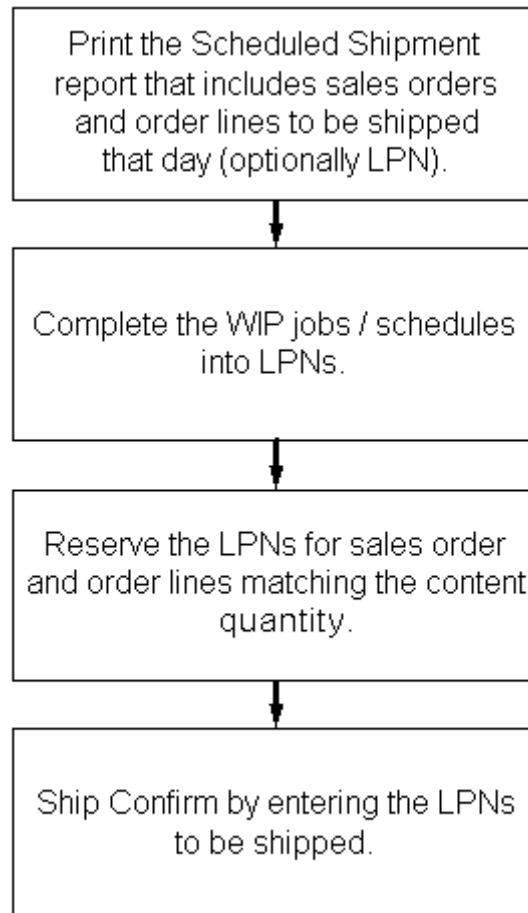 Print the Scheduled Shipment
report that includes sales orders
and order lines to be shipped
that day (optionally LPN).
Complete the WIP jobs / schedules
into LPNs.
Reserve the LPNs for sales order
and order lines matching the content
quantity.
Ship Confirm by entering the LPNs
to be shipped.